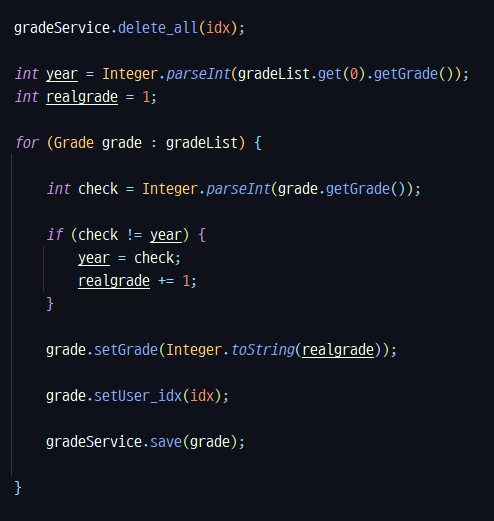 gradeService.delete_all(idx);
int year = Integer.parseInt(gradeList.get(0).getGrade());
int realgrade = 1;
for (Grade grade : gradeList) {
int check = Integer.parseInt(grade.getGrade());
if (check != year) {
year = check;
realgrade += 1;
}
grade.setGrade(Integer.toString(realgrade));
grade.setUser_idx(idx);
gradeService.save(grade);
}